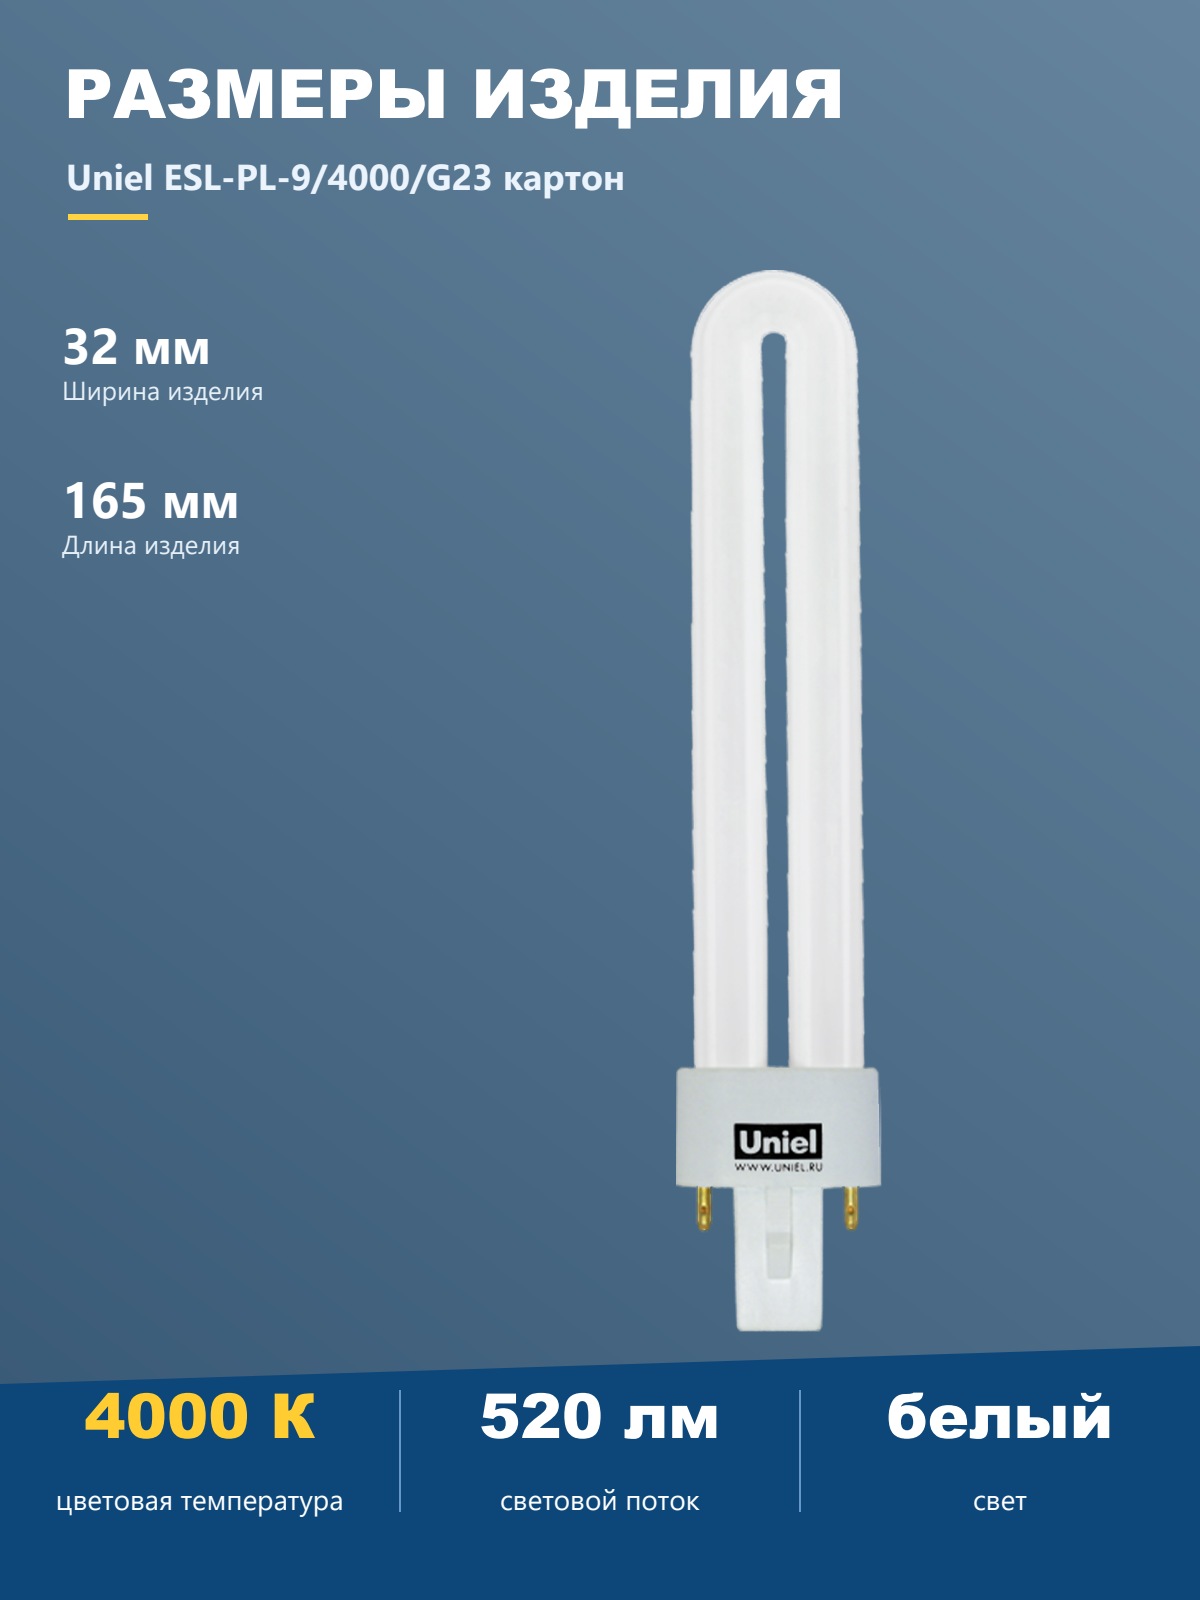 РАЗМЕРЫ ИЗДЕЛИЯ
Uniel ESL-PL-9/4000/G23 картон
32 мм
Ширина изделия
165 мм
Длина изделия
Uniel
WWW.UNIEL.RU
4000 К
цветовая температура
520 лм
световой поток
белый
свет